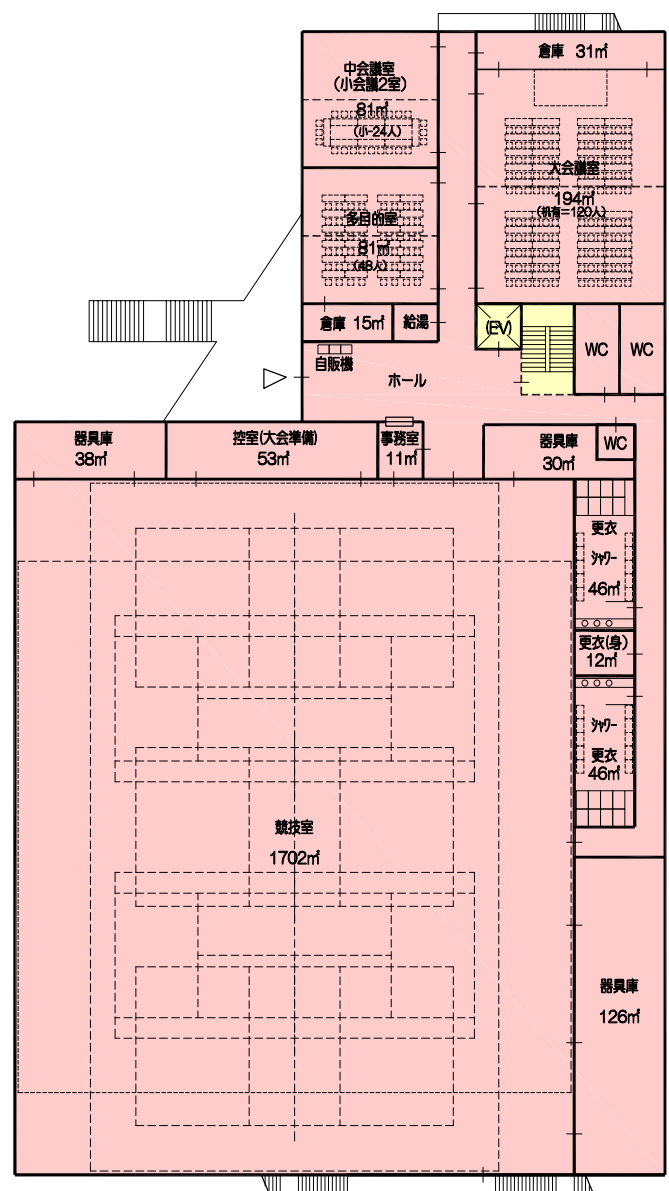 倉庫 31㎡
中会議室
(小会議2室)
81㎡
(小-24人)
大会議室
194㎡
(机有=120人)
多目的室
81㎡
(48人)
倉庫 15㎡
給湯
(EV)
WC
WC
自販機
ホール
器具庫
38㎡
控室(大会準備)
53㎡
事務室
11㎡
器具庫
30㎡
WC
更衣
シャワー
46㎡
更衣(身)
12㎡
シャワー
更衣
46㎡
競技室
1702㎡
器具庫
126㎡